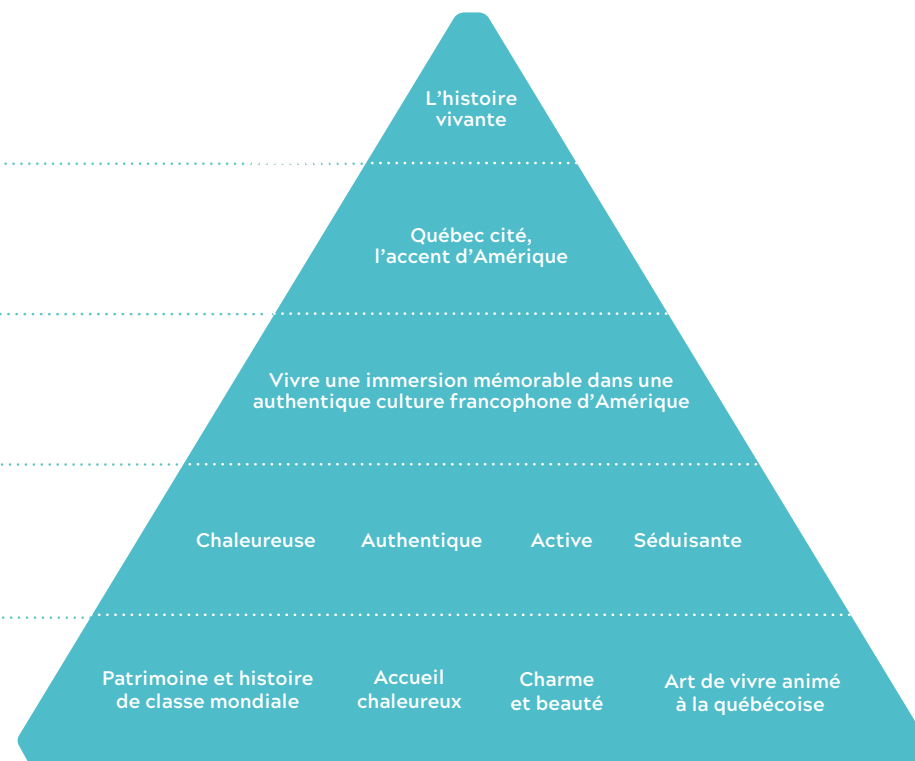 L’histoire
vivante
Québec cité,
l’accent d’Amérique
Vivre une immersion mémorable dans une
authentique culture francophone d’Amérique
Chaleureuse Authentique Active Séduisante
Patrimoine et histoire
de classe mondiale
Accueil
chaleureux
Charme
et beauté
Art de vivre animé
à la québécoise